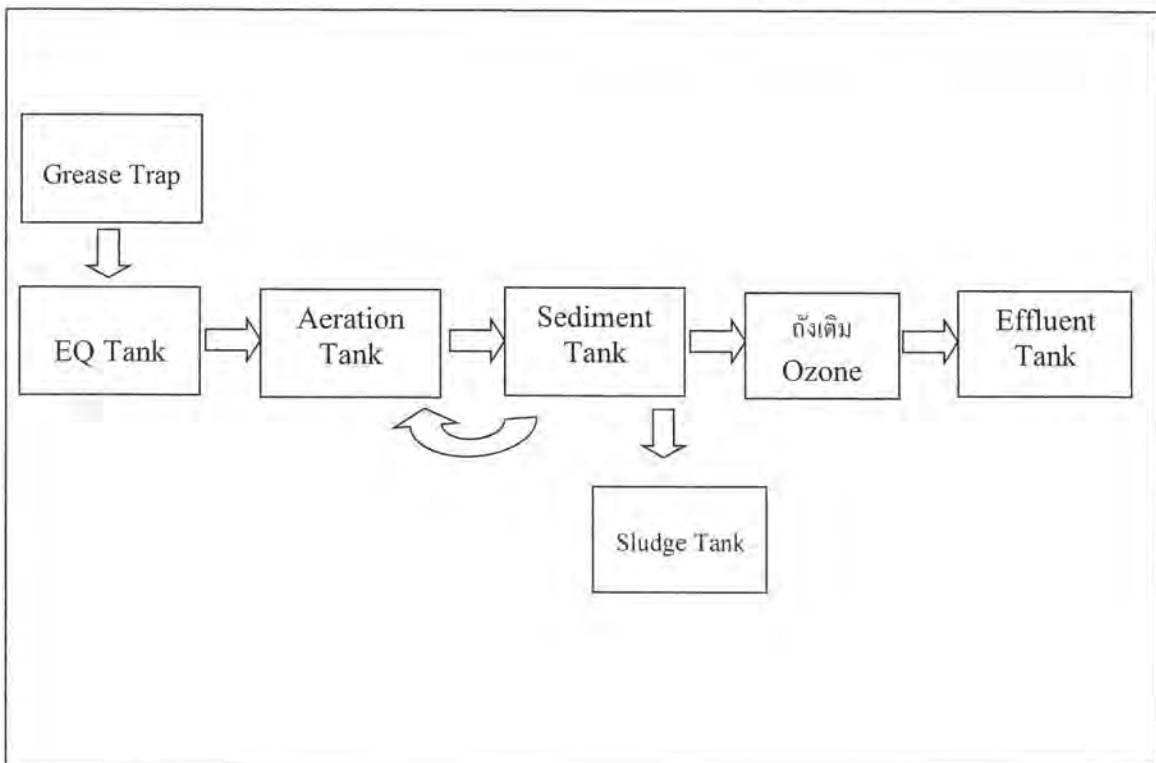 Grease Trap
EQ Tank
Aeration
Tank
Sediment
Tank
ถังเติม
Ozone
Effluent
Tank
Sludge Tank